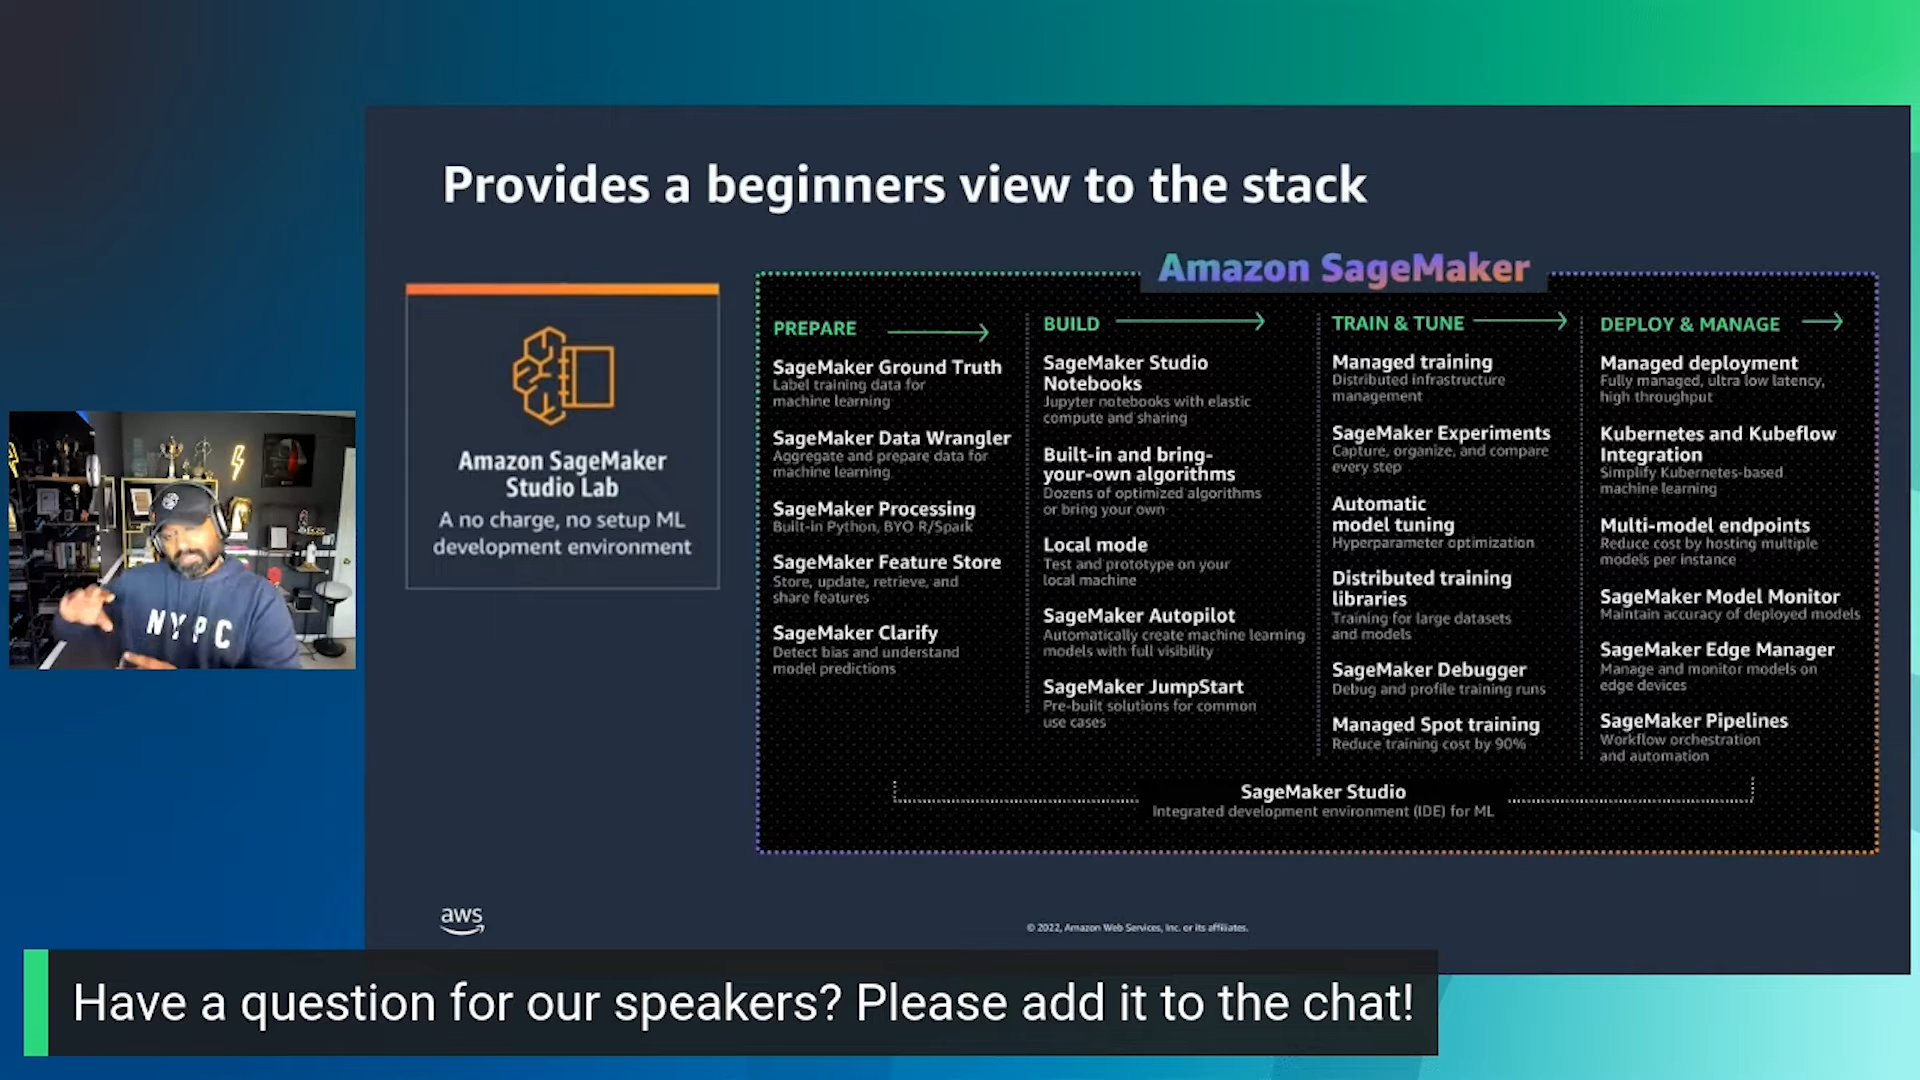 Provides a beginners view to the stack
Amazon SageMaker
Studio Lab
A no charge, no setup ML
development environment
Amazon SageMaker
PREPARE
SageMaker Ground Truth
Label training data for
machine learning
SageMaker Data Wrangler
Aggregate and prepare data for
machine learning
SageMaker Processing
Built-in Python, BYO R/Spark
SageMaker Feature Store
Store, update, retrieve, and
share features
SageMaker Clarify
Detect bias and understand
model predictions
BUILD
SageMaker Studio
Notebooks
Jupyter notebooks with elastic
compute and sharing
Built-in and bring-
your-own algorithms
Dozens of optimized algorithms
or bring your own
Local mode
Test and prototype on your
local machine
SageMaker Autopilot
Automatically create machine learning
models with full visibility
SageMaker JumpStart
Pre-built solutions for common
use cases
TRAIN & TUNE
Managed training
Distributed infrastructure
management
SageMaker Experiments
Capture, organize, and compare
every step
Automatic
model tuning
Hyperparameter optimization
Distributed training
libraries
Training for large datasets
and models
SageMaker Debugger
Debug and profile training runs
Managed Spot training
Reduce training cost by 90%
DEPLOY & MANAGE
Managed deployment
Fully managed, ultra low latency,
high throughput
Kubernetes and Kubeflow
Integration
Simplify Kubernetes-based
machine learning
Multi-model endpoints
Reduce cost by hosting multiple
models per instance
SageMaker Model Monitor
Maintain accuracy of deployed models
SageMaker Edge Manager
Manage and monitor models on
edge devices
SageMaker Pipelines
Workflow orchestration
and automation
SageMaker Studio
Integrated development environment (IDE) for ML
NYPC
aws
© 2022, Amazon Web Services, Inc. or its affiliates.
Have a question for our speakers? Please add it to the chat!